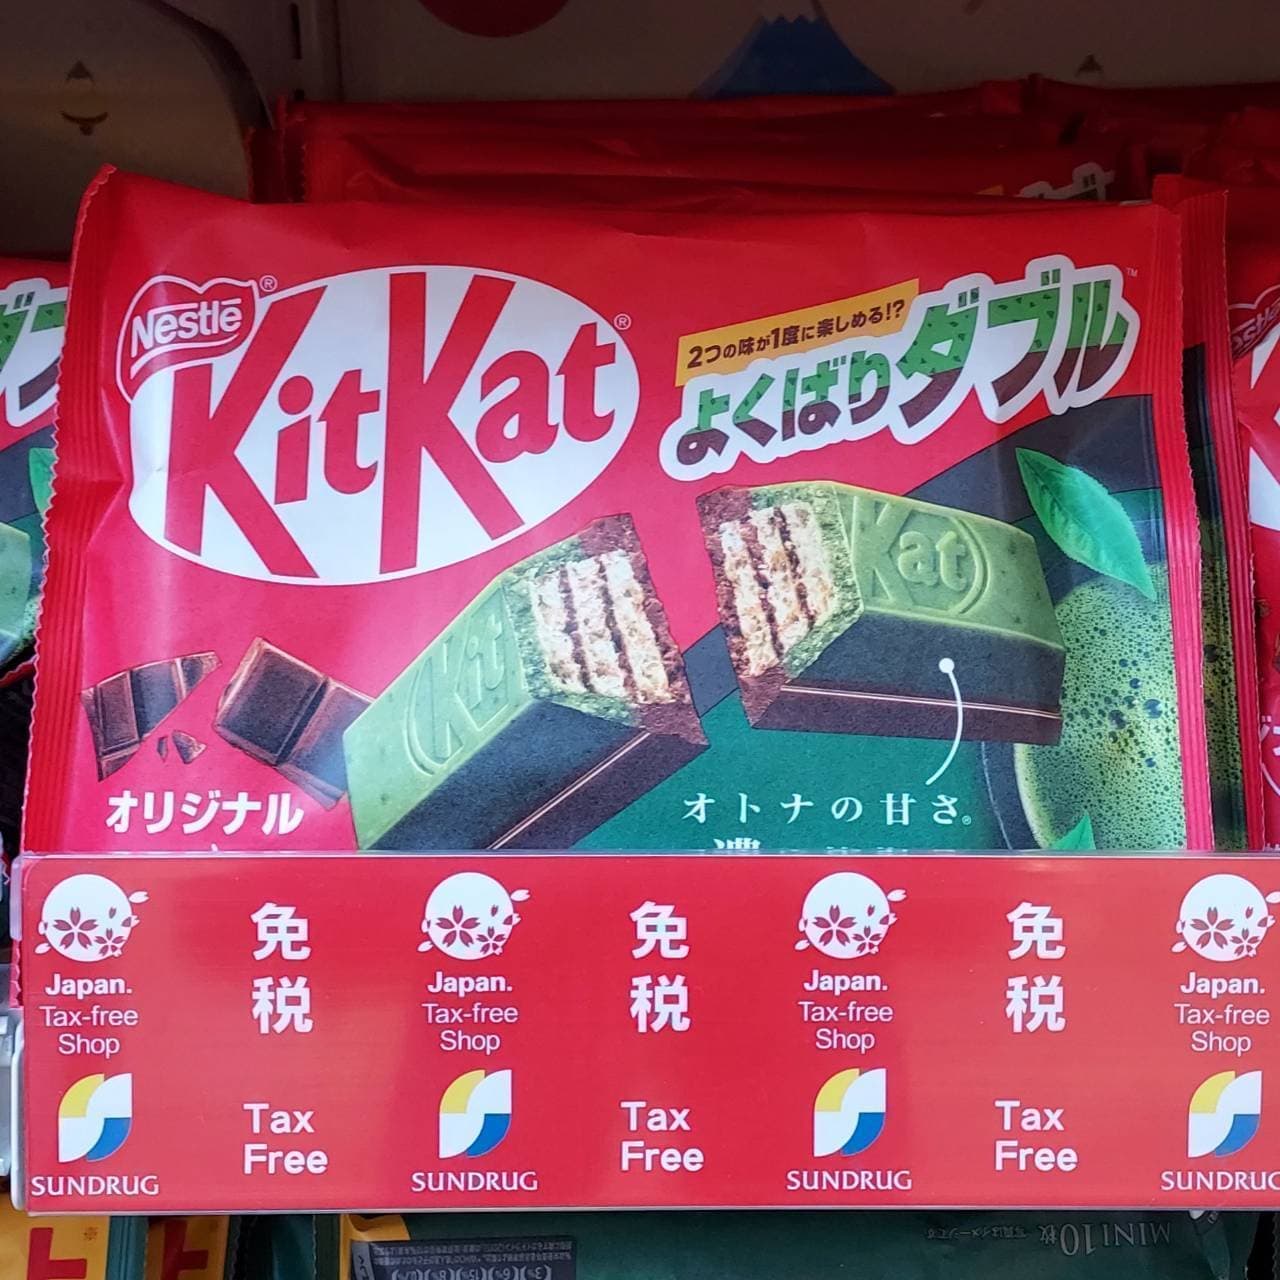 Nestlé®
KitKat®
2つの味が1度に楽しめる!?
よくばりダブル™
オリジナル
オトナの甘さ®
Japan.
Tax-free
Shop
SUNDRUG
免
税
Tax
Free
Japan.
Tax-free
Shop
SUNDRUG
免
税
Tax
Free
Japan.
Tax-free
Shop
SUNDRUG
免
税
Tax
Free
Japan.
Tax-free
Shop
SUNDRUG
Kit
Kat
MINI 10枚